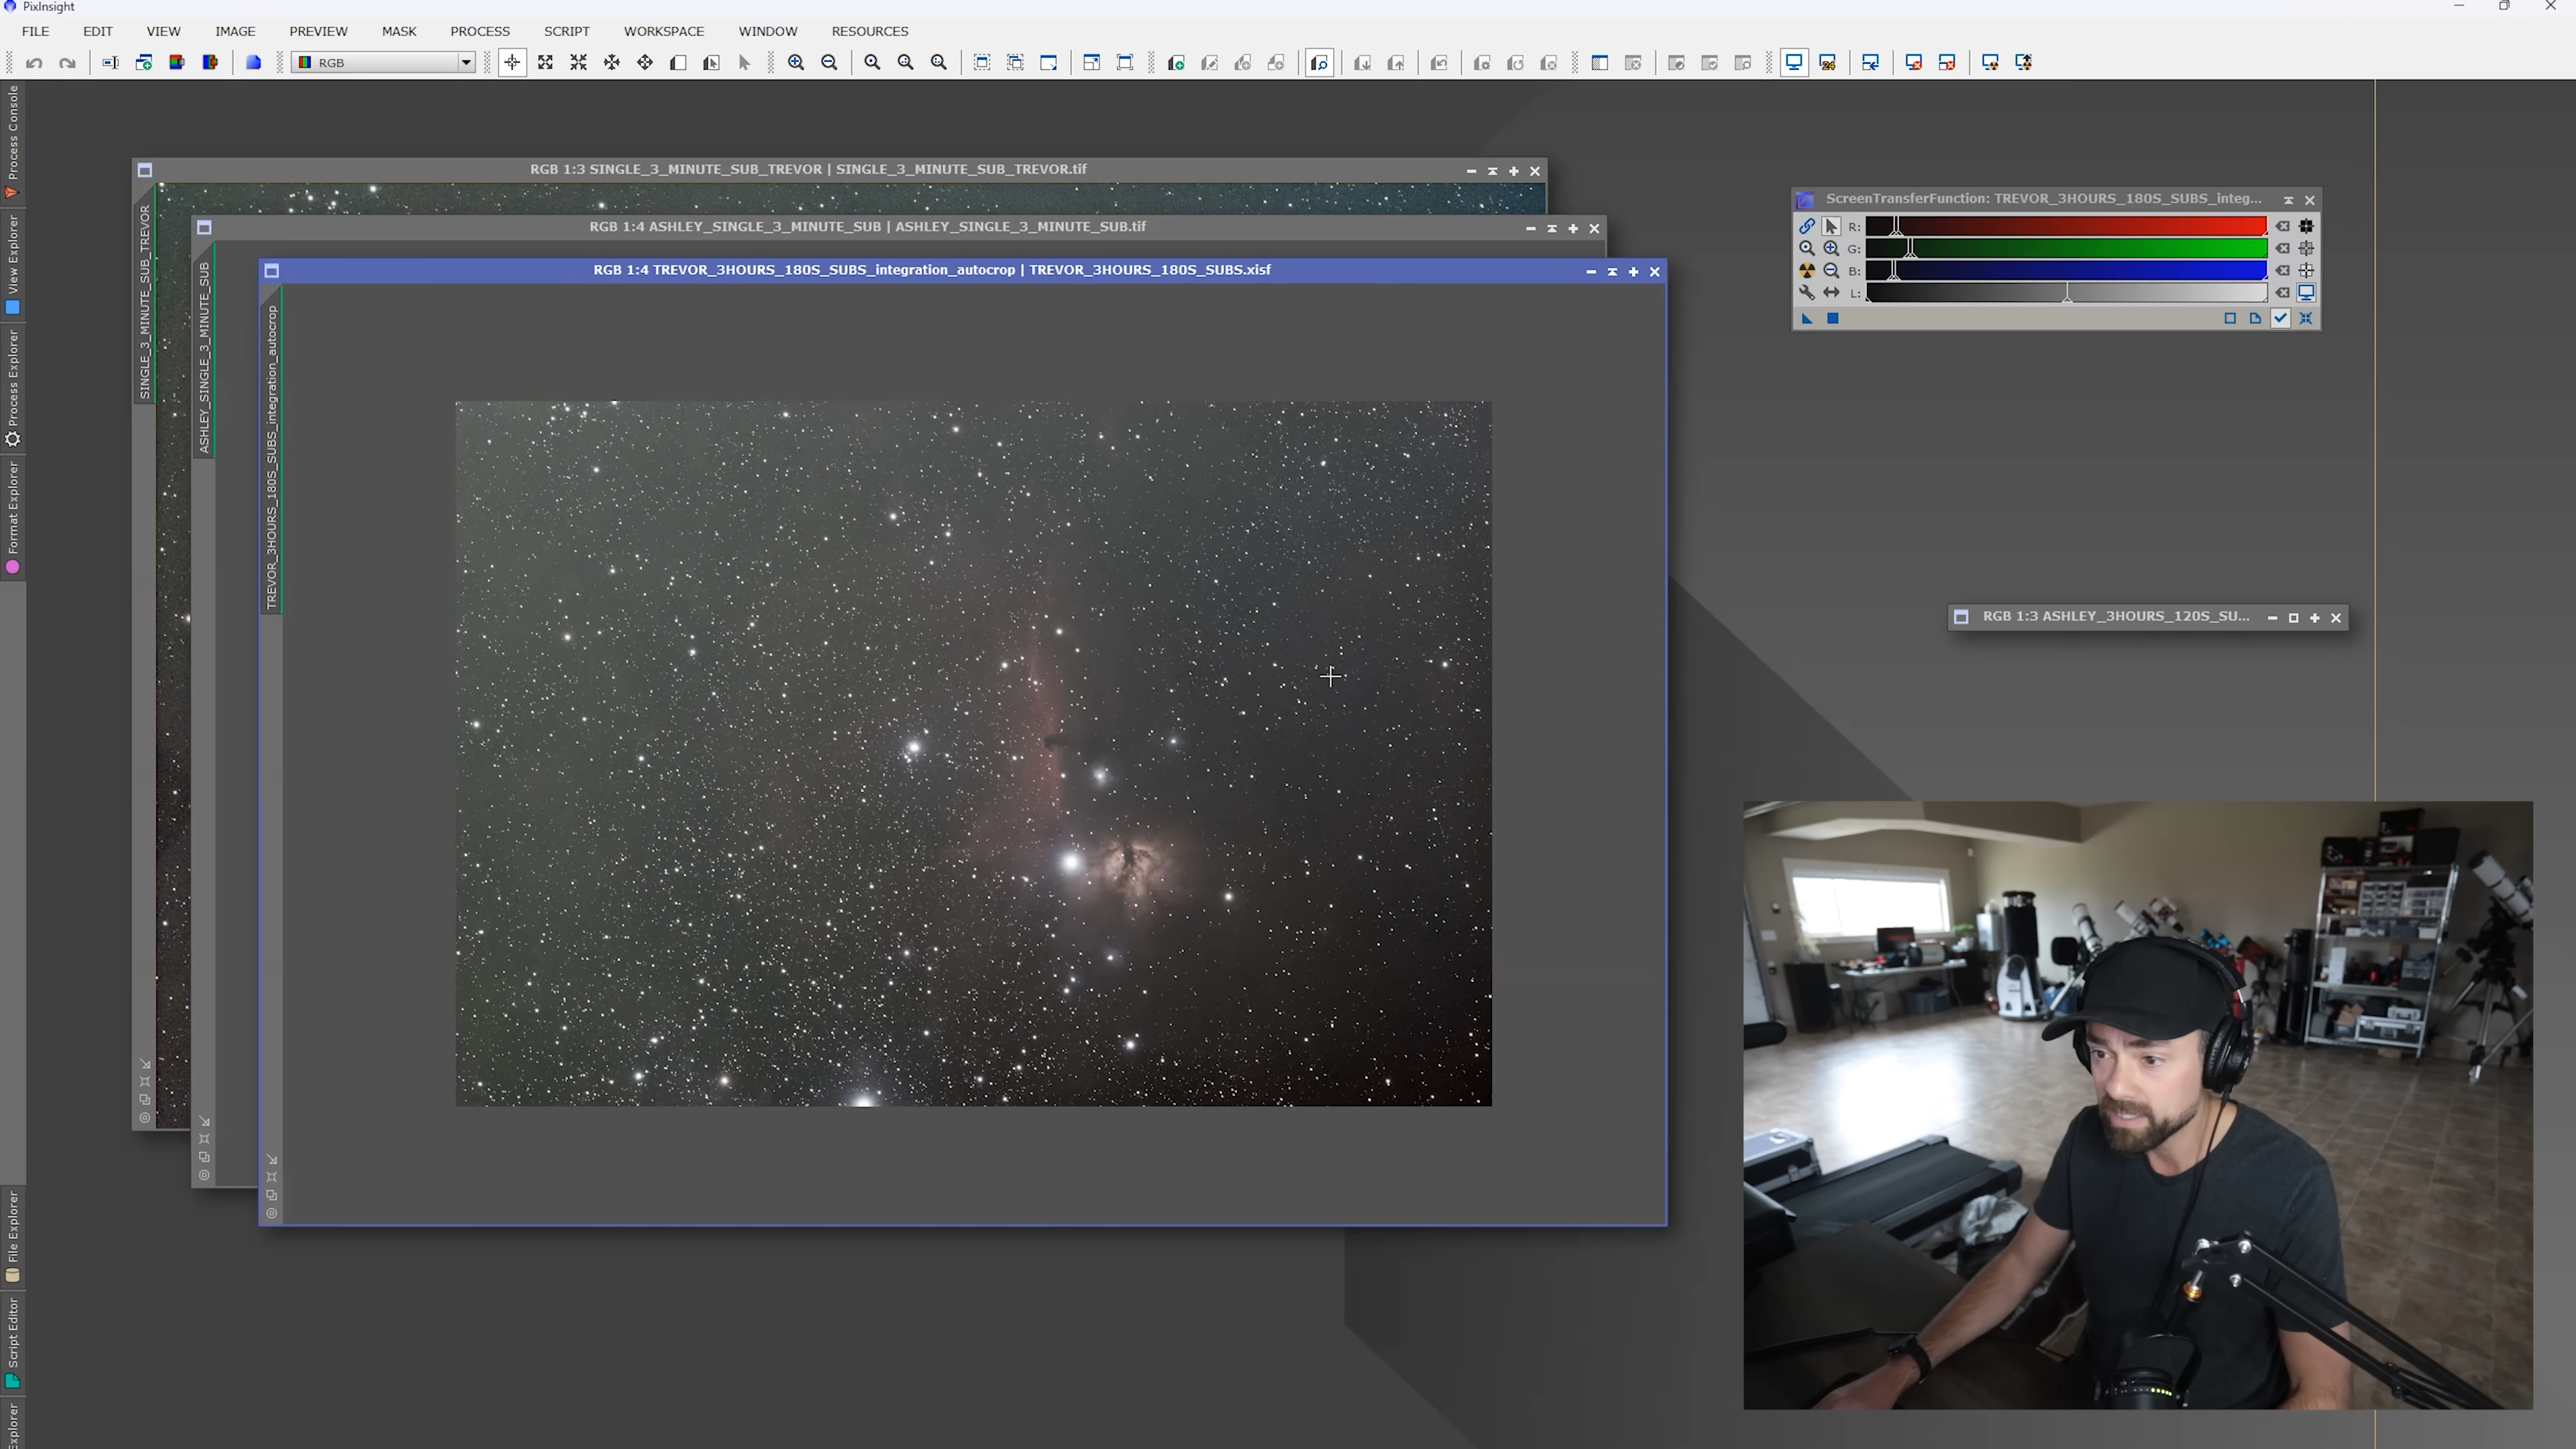 PixInsight
FILE EDIT VIEW IMAGE PREVIEW MASK PROCESS SCRIPT WORKSPACE WINDOW RESOURCES
RGB
24
Process Console
View Explorer
Process Explorer
Format Explorer
File Explorer
Script Editor
Explorer
RGB 1:3 SINGLE_3_MINUTE_SUB_TREVOR | SINGLE_3_MINUTE_SUB_TREVOR.tif
SINGLE_3_MINUTE_SUB_TREVOR
RGB 1:4 ASHLEY_SINGLE_3_MINUTE_SUB | ASHLEY_SINGLE_3_MINUTE_SUB.tif
ASHLEY_SINGLE_3_MINUTE_SUB
RGB 1:4 TREVOR_3HOURS_180S_SUBS_integration_autocrop | TREVOR_3HOURS_180S_SUBS.xisf
TREVOR_3HOURS_180S_SUBS_integration_autocrop
ScreenTransferFunction: TREVOR_3HOURS_180S_SUBS_integ...
R:
G:
B:
L:
RGB 1:3 ASHLEY_3HOURS_120S_SU...